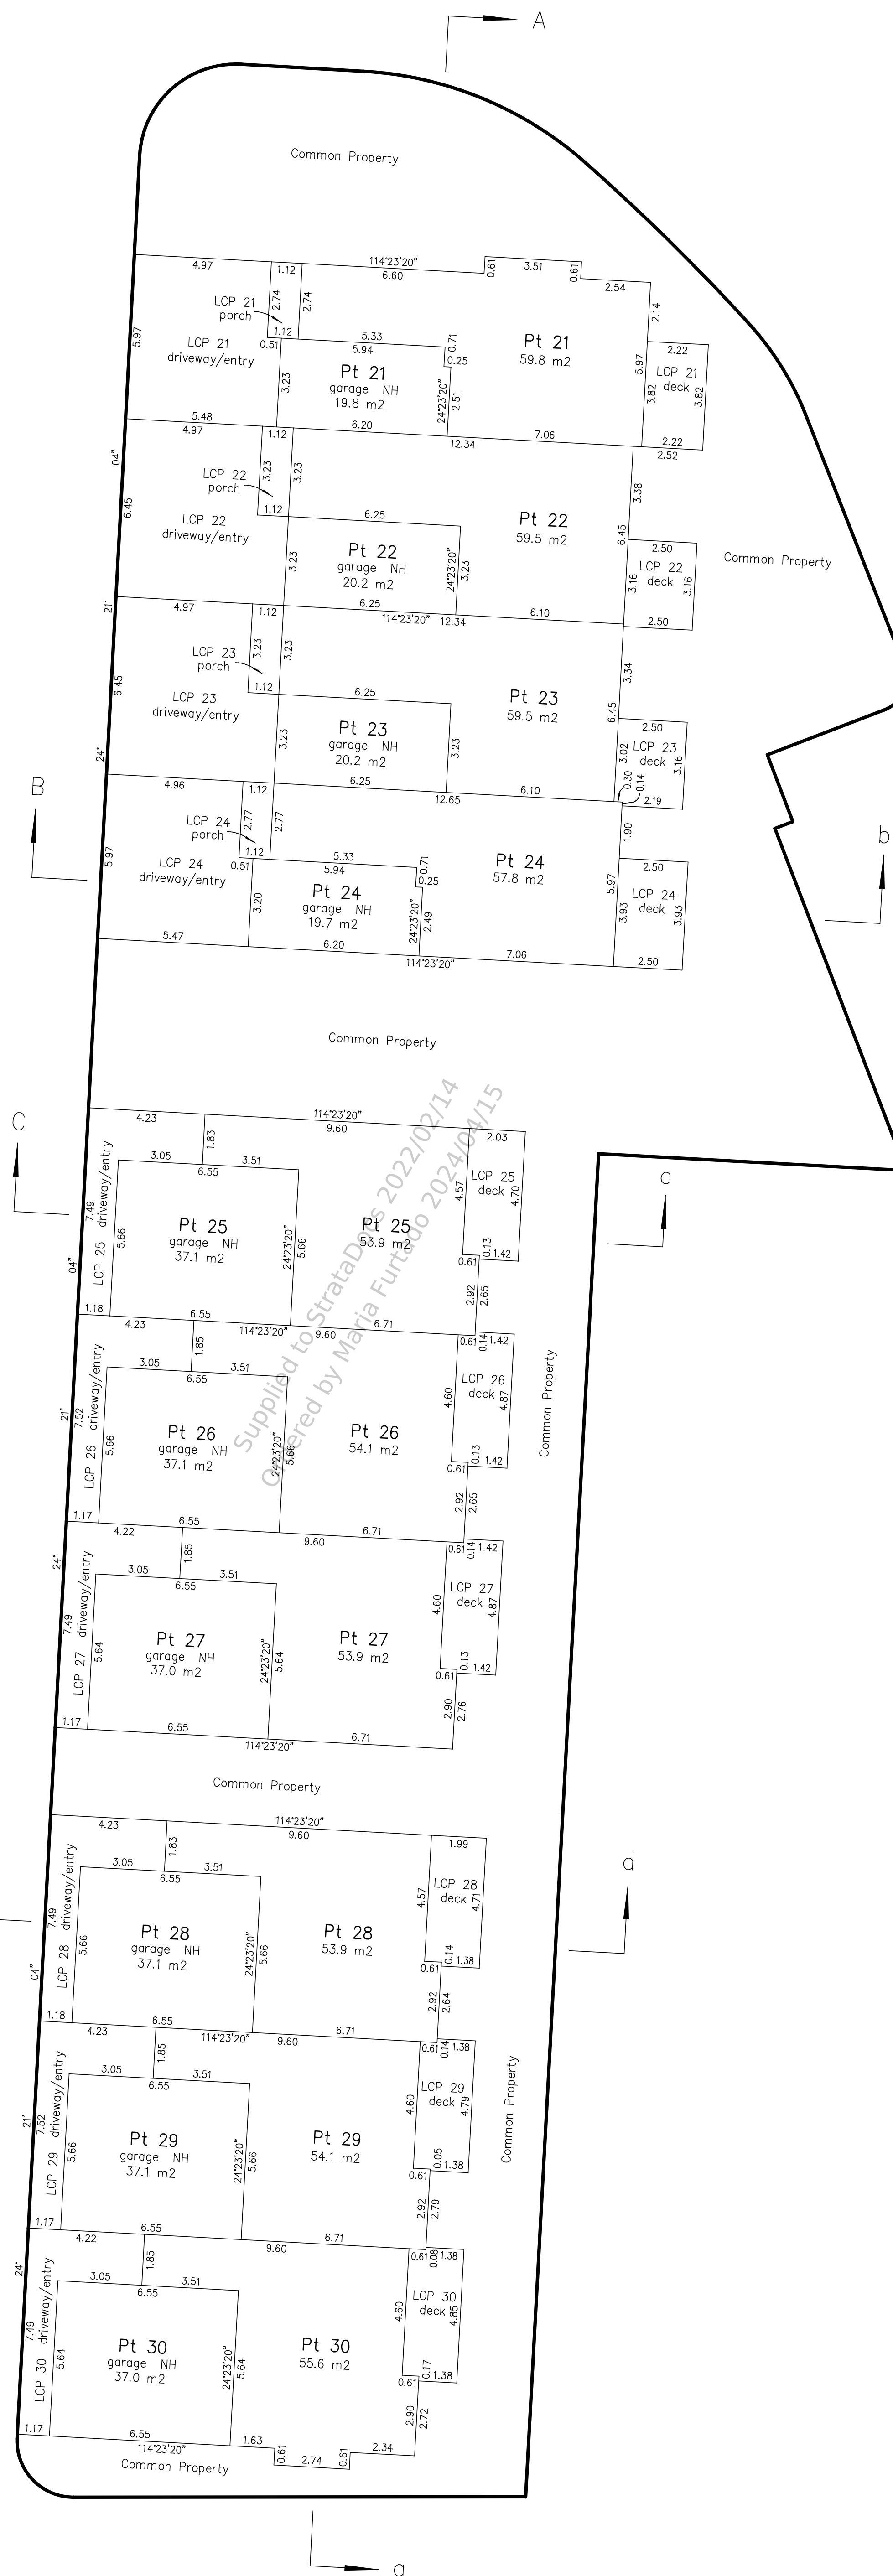 A
Common Property
4.97
1.12
114°23'20"
6.60
0.61
3.51
0.61
2.54
2.14
2.74
2.74
LCP 21
porch
1.12
5.97
LCP 21
driveway/entry
0.51
5.33
5.94
0.71
0.25
Pt 21
59.8 m2
5.97
2.22
LCP 21
deck
3.82
3.82
3.23
Pt 21
garage NH
19.8 m2
24°23'20"
2.51
5.48
6.20
7.06
2.22
4.97
1.12
12.34
2.52
04"
3.23
3.23
LCP 22
porch
1.12
3.38
6.25
6.45
LCP 22
driveway/entry
Pt 22
59.5 m2
6.45
2.50
LCP 22
deck
3.16
3.16
Common Property
3.23
Pt 22
garage NH
20.2 m2
24°23'20"
3.23
21'
4.97
1.12
6.25
114°23'20"
12.34
6.10
2.50
3.23
3.23
LCP 23
porch
1.12
3.34
6.25
6.45
LCP 23
driveway/entry
Pt 23
59.5 m2
6.45
2.50
LCP 23
deck
3.02
3.16
3.23
Pt 23
garage NH
20.2 m2
3.23
0.30
0.14
24°
4.96
1.12
6.25
12.65
6.10
2.19
B
b
2.77
2.77
LCP 24
porch
1.12
1.90
5.97
LCP 24
driveway/entry
0.51
5.33
5.94
0.71
0.25
Pt 24
57.8 m2
5.97
2.50
LCP 24
deck
3.93
3.93
3.20
Pt 24
garage NH
19.7 m2
24°23'20"
2.49
5.47
6.20
114°23'20"
7.06
2.50
Common Property
Supplied to StrataDocs 2022/02/14
Ordered by Maria Furtado 2024/04/15
C
c
4.23
114°23'20"
9.60
2.03
1.83
3.05
3.51
6.55
7.49
LCP 25 driveway/entry
5.66
Pt 25
garage NH
37.1 m2
24°23'20"
5.66
Pt 25
53.9 m2
4.57
LCP 25
deck
4.70
0.13
1.42
0.61
2.92
2.65
04"
1.18
6.55
6.71
4.23
114°23'20"
9.60
0.61
0.14
1.42
1.85
3.05
3.51
6.55
7.52
LCP 26 driveway/entry
5.66
Pt 26
garage NH
37.1 m2
24°23'20"
5.66
Pt 26
54.1 m2
4.60
LCP 26
deck
4.87
0.13
1.42
0.61
2.92
2.65
Common Property
21'
1.17
6.55
6.71
4.22
9.60
0.61
0.14
1.42
1.85
3.05
3.51
6.55
24°
7.49
LCP 27 driveway/entry
5.64
Pt 27
garage NH
37.0 m2
24°23'20"
5.64
Pt 27
53.9 m2
4.60
LCP 27
deck
4.87
0.13
1.42
0.61
2.90
2.76
1.17
6.55
114°23'20"
6.71
Common Property
4.23
114°23'20"
9.60
1.99
1.83
3.05
3.51
6.55
7.49
LCP 28 driveway/entry
5.66
Pt 28
garage NH
37.1 m2
24°23'20"
5.66
Pt 28
53.9 m2
4.57
LCP 28
deck
4.71
0.14
1.38
0.61
2.92
2.64
d
04"
1.18
6.55
6.71
4.23
114°23'20"
9.60
0.61
0.14
1.38
1.85
3.05
3.51
6.55
7.52
LCP 29 driveway/entry
5.66
Pt 29
garage NH
37.1 m2
24°23'20"
5.66
Pt 29
54.1 m2
4.60
LCP 29
deck
4.79
0.05
1.38
0.61
2.92
2.79
Common Property
21'
1.17
6.55
6.71
4.22
9.60
0.61
0.08
1.38
1.85
3.05
3.51
6.55
24°
7.49
LCP 30 driveway/entry
5.64
Pt 30
garage NH
37.0 m2
24°23'20"
5.64
Pt 30
55.6 m2
4.60
LCP 30
deck
4.85
0.17
1.38
0.61
2.90
2.72
1.17
6.55
114°23'20"
1.63
0.61
2.74
0.61
2.34
Common Property
a